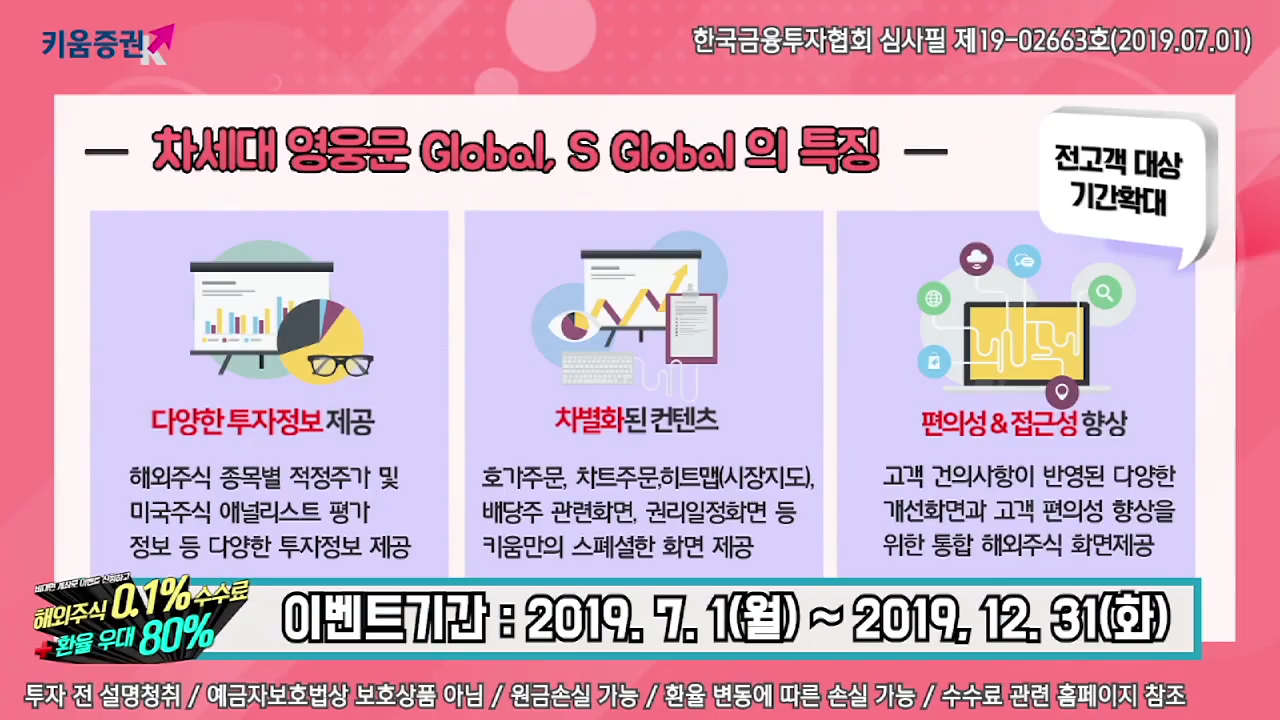 키움증권
한국금융투자협회 심사필 제19-02663호(2019.07.01)
차세대 영웅문 Global, S Global 의 특징
전고객 대상
기간확대
다양한 투자정보 제공
해외주식 종목별 적정주가 및
미국주식 애널리스트 평가
정보 등 다양한 투자정보 제공
차별화된 컨텐츠
호가주문, 차트주문,히트맵(시장지도),
배당주 관련화면, 권리일정화면 등
키움만의 스페셜한 화면 제공
편의성 & 접근성 향상
고객 건의사항이 반영된 다양한
개선화면과 고객 편의성 향상을
위한 통합 해외주식 화면제공
비대면 계좌로 이벤트 신청하고
해외주식 0.1% 수수료
+환율 우대 80%
이벤트기간 : 2019. 7. 1(월) ~ 2019, 12. 31(화)
투자 전 설명청취 / 예금자보호법상 보호상품 아님 / 원금손실 가능 / 환율 변동에 따른 손실 가능 / 수수료 관련 홈페이지 참조